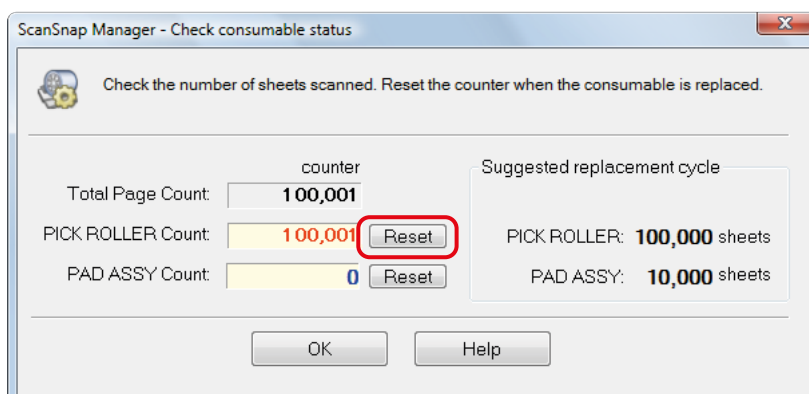 ScanSnap Manager - Check consumable status
Check the number of sheets scanned. Reset the counter when the consumable is replaced.
counter
Total Page Count: 100,001
PICK ROLLER Count: 100,001 Reset
PAD ASSY Count: 0 Reset
Suggested replacement cycle
PICK ROLLER: 100,000 sheets
PAD ASSY: 10,000 sheets
OK Help